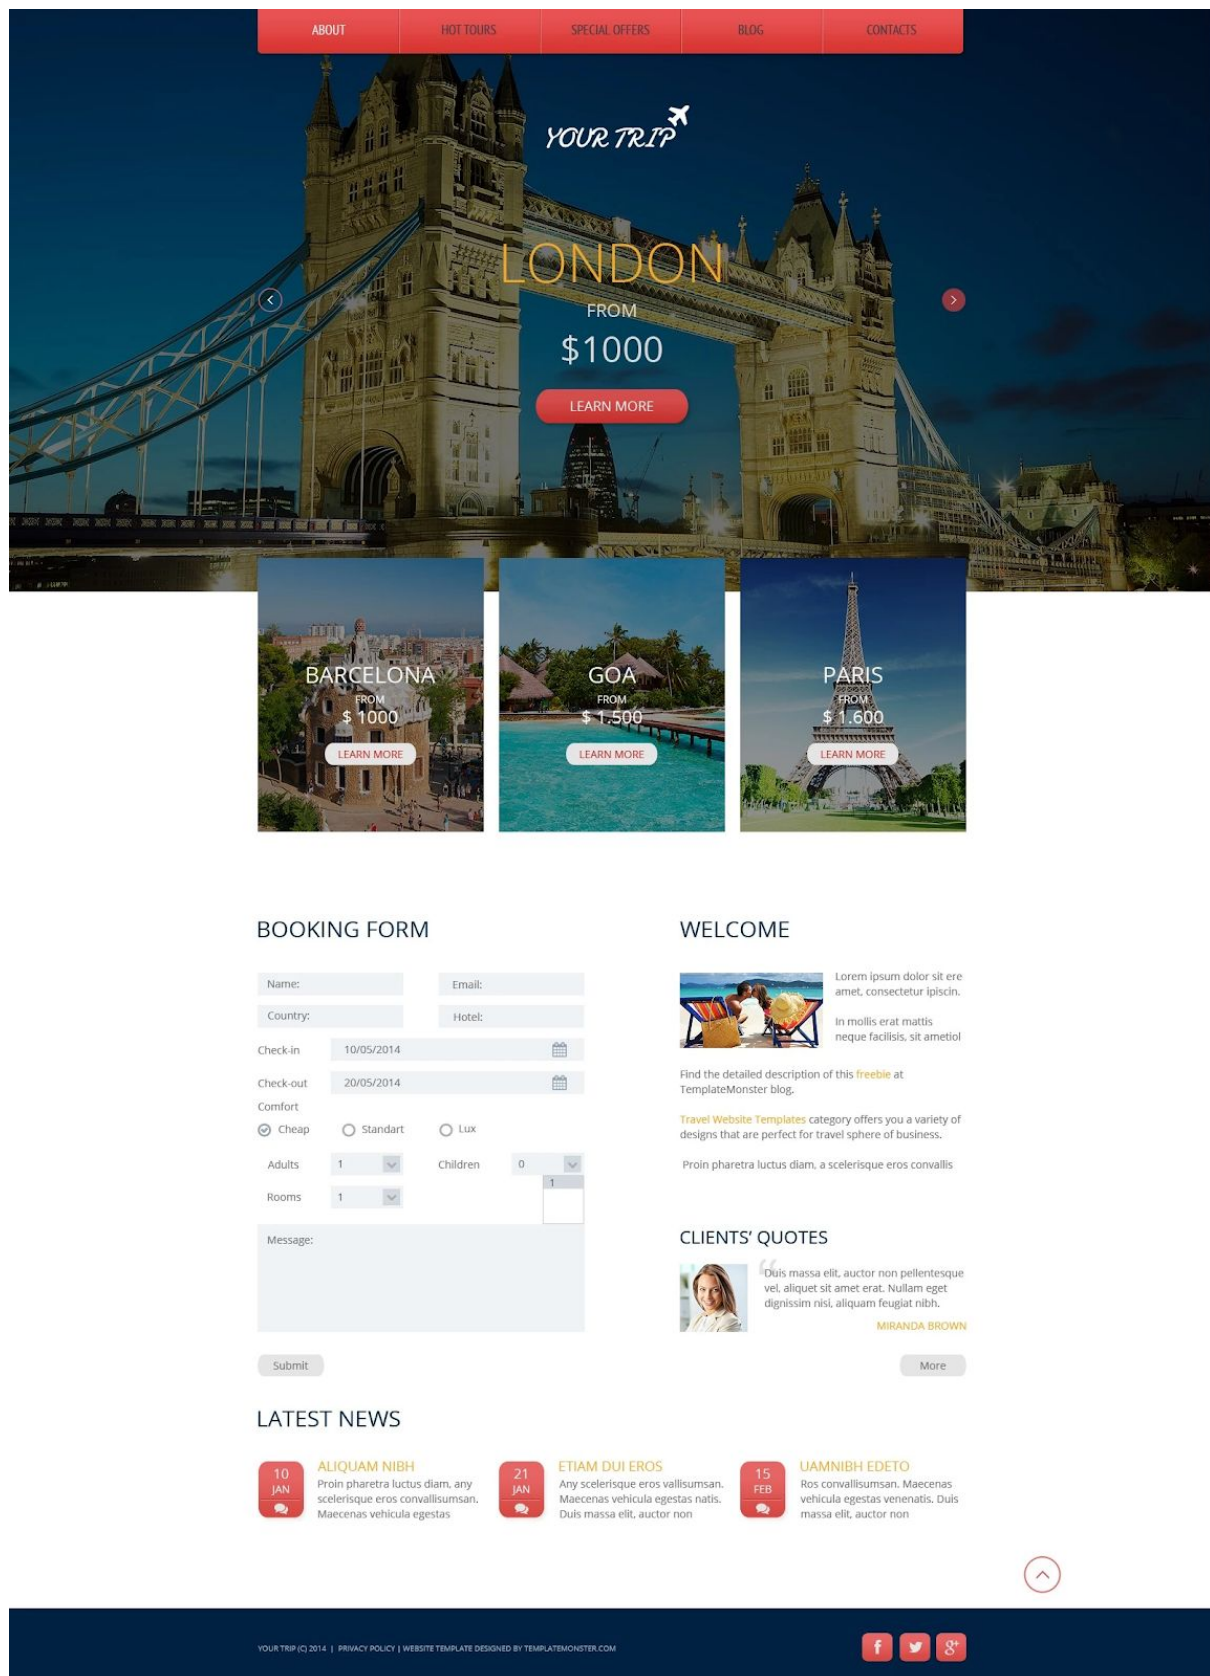 ABOUT HOT TOURS SPECIAL OFFERS BLOG CONTACTS
YOUR TRIP
LONDON
FROM
$1000
LEARN MORE
BARCELONA
FROM
$ 1000
LEARN MORE
GOA
FROM
$ 1.500
LEARN MORE
PARIS
FROM
$ 1.600
LEARN MORE
BOOKING FORM
Name: Email:
Country: Hotel:
Check-in 10/05/2014
Check-out 20/05/2014
Comfort
Cheap Standart Lux
Adults 1 Children 0
1
Rooms 1
Message:
Submit
WELCOME
Lorem ipsum dolor sit ere
amet, consectetur ipiscin.
In mollis erat mattis
neque facilisis, sit ametiol
Find the detailed description of this freebie at
TemplateMonster blog.
Travel Website Templates category offers you a variety of
designs that are perfect for travel sphere of business.
Proin pharetra luctus diam, a scelerisque eros convallis
CLIENTS' QUOTES
“
Duis massa elit, auctor non pellentesque
vel, aliquet sit amet erat. Nullam eget
dignissim nisi, aliquam feugiat nibh.
MIRANDA BROWN
More
LATEST NEWS
10
JAN
ALIQUAM NIBH
Proin pharetra luctus diam, any
scelerisque eros convallisumsan.
Maecenas vehicula egestas
21
JAN
ETIAM DUI EROS
Any scelerisque eros vallisumsan.
Maecenas vehicula egestas natis.
Duis massa elit, auctor non
15
FEB
UAMNIBH EDETO
Ros convallisumsan. Maecenas
vehicula egestas venenatis. Duis
massa elit, auctor non
YOUR TRIP (C) 2014 | PRIVACY POLICY | WEBSITE TEMPLATE DESIGNED BY TEMPLATEMONSTER.COM
f g+